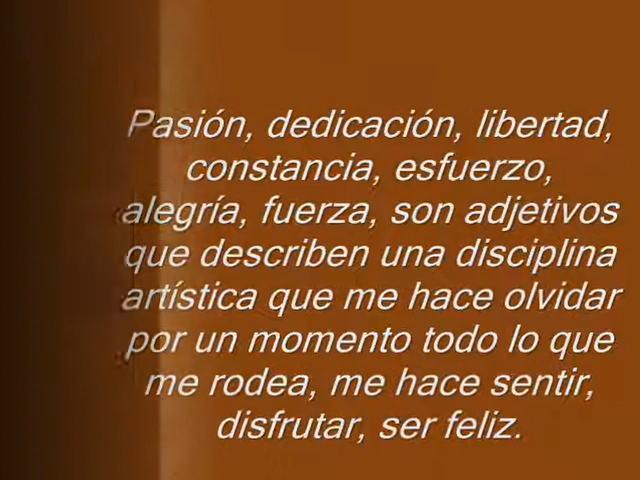 Pasión, dedicación, libertad,
constancia, esfuerzo,
alegría, fuerza, son adjetivos
que describen una disciplina
artística que me hace olvidar
por un momento todo lo que
me rodea, me hace sentir,
disfrutar, ser feliz.